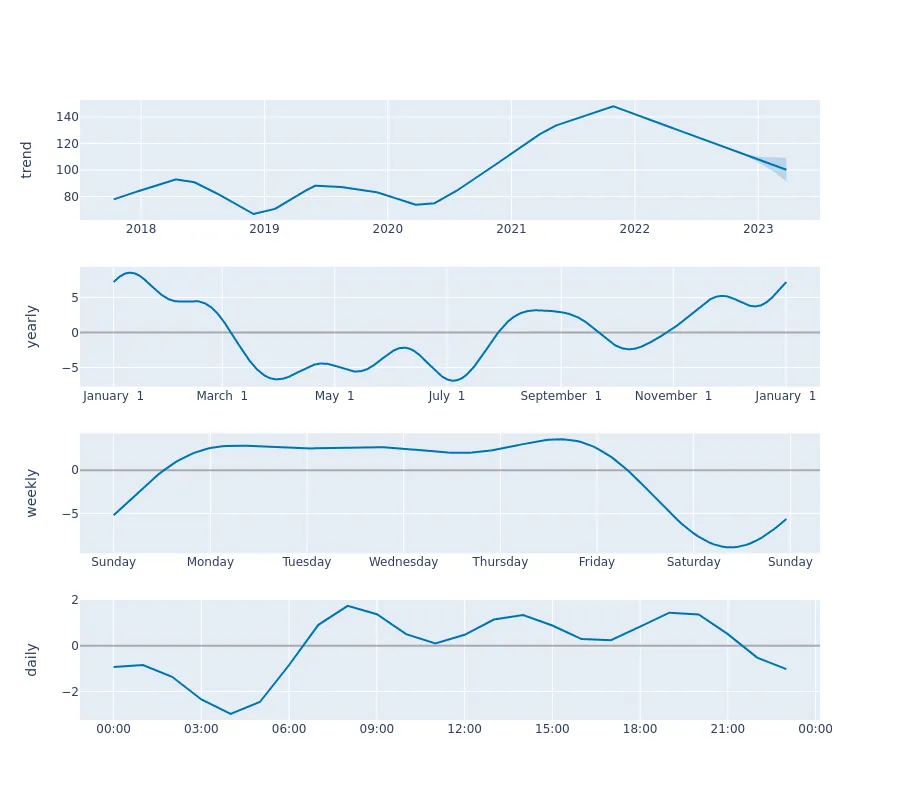 140
120
100
80
trend
2018 2019 2020 2021 2022 2023
5
0
−5
yearly
January 1 March 1 May 1 July 1 September 1 November 1 January 1
0
−5
weekly
Sunday Monday Tuesday Wednesday Thursday Friday Saturday Sunday
2
0
−2
daily
00:00 03:00 06:00 09:00 12:00 15:00 18:00 21:00 00:00